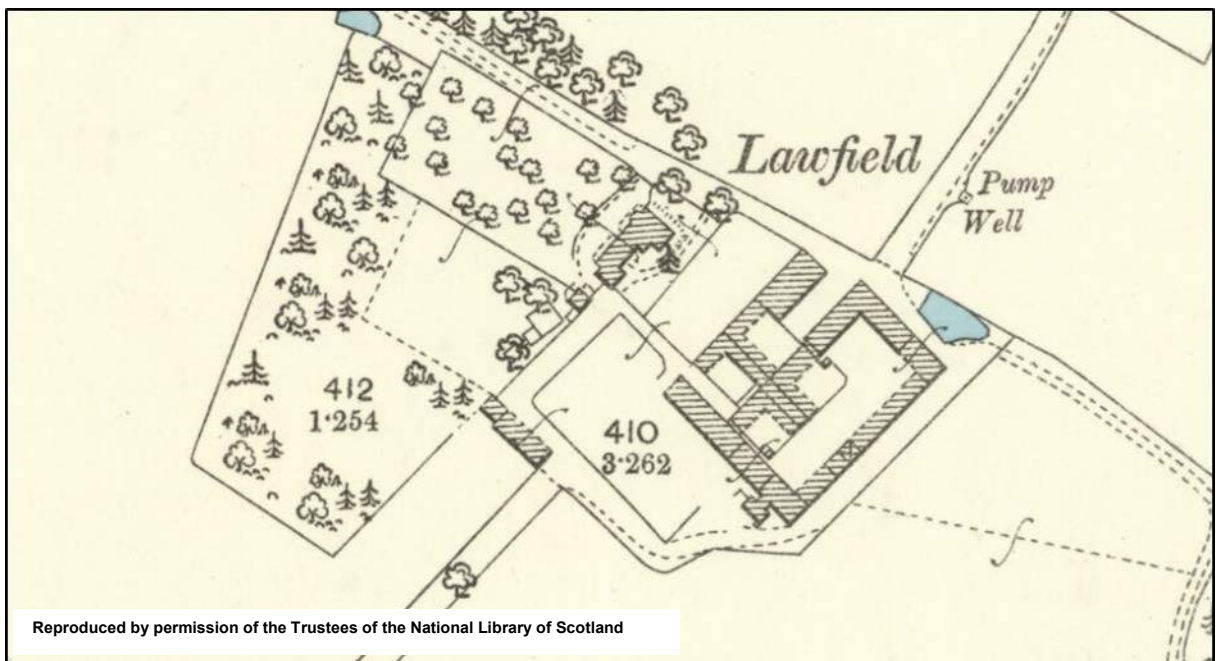 Lawfield
Pump
Well
412
1·254
410
3·262
Reproduced by permission of the Trustees of the National Library of Scotland